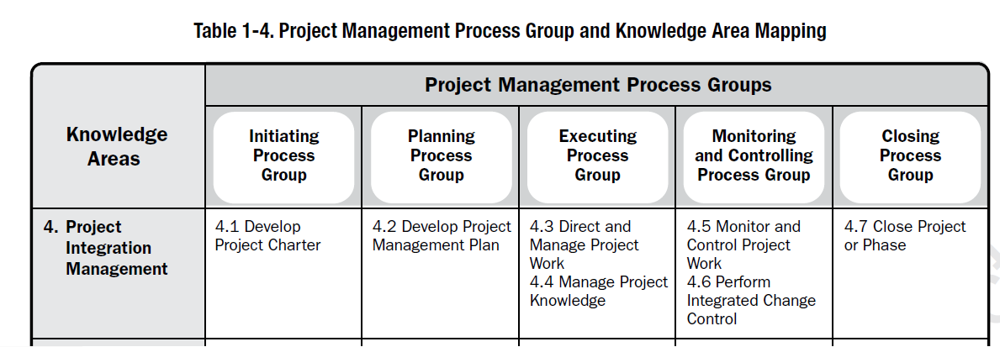 Table 1-4. Project Management Process Group and Knowledge Area Mapping
Project Management Process Groups
Knowledge
Areas
Initiating
Process
Group
Planning
Process
Group
Executing
Process
Group
Monitoring
and Controlling
Process Group
Closing
Process
Group
4. Project
Integration
Management
4.1 Develop
Project Charter
4.2 Develop Project
Management Plan
4.3 Direct and
Manage Project
Work
4.4 Manage Project
Knowledge
4.5 Monitor and
Control Project
Work
4.6 Perform
Integrated Change
Control
4.7 Close Project
or Phase